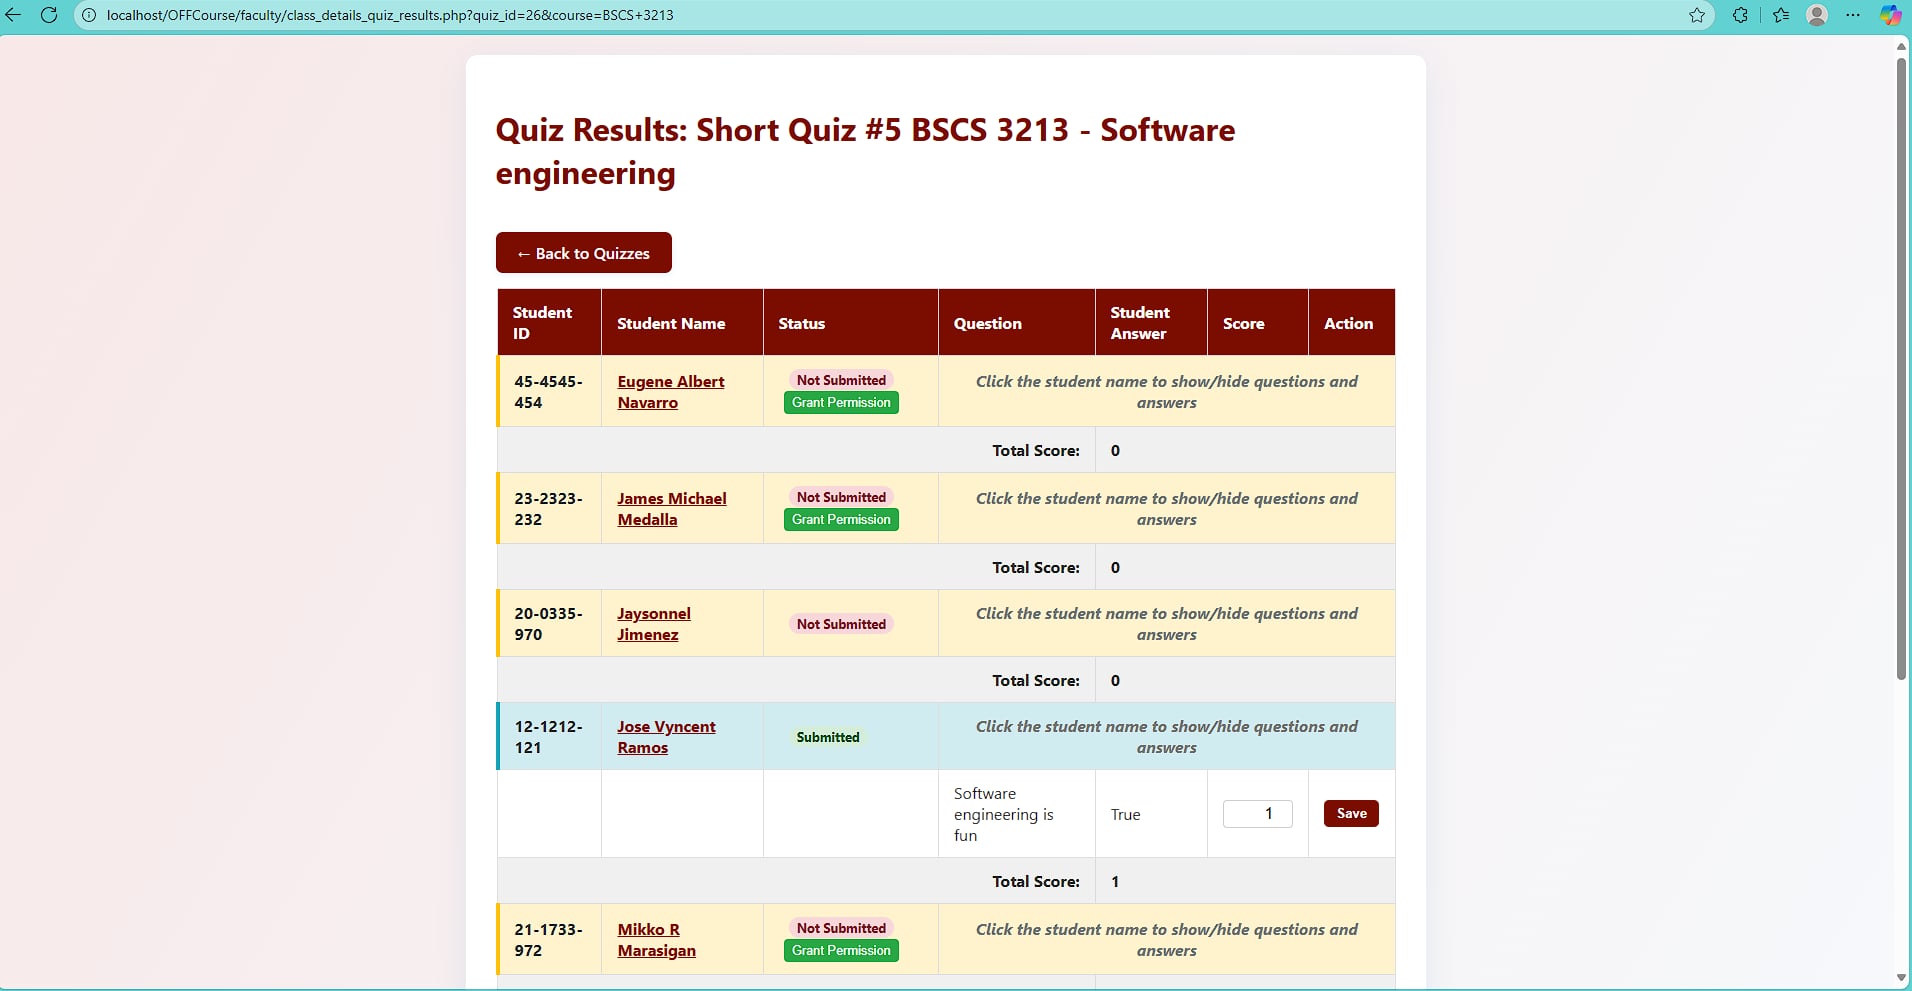 localhost/OFFCourse/faculty/class_details_quiz_results.php?quiz_id=26&course=BSCS+3213
Quiz Results: Short Quiz #5 BSCS 3213 - Software
engineering
← Back to Quizzes
Student ID Student Name Status Question Student Answer Score Action
45-4545-454 Eugene Albert Navarro Not Submitted Grant Permission Click the student name to show/hide questions and answers
Total Score: 0
23-2323-232 James Michael Medalla Not Submitted Grant Permission Click the student name to show/hide questions and answers
Total Score: 0
20-0335-970 Jaysonnel Jimenez Not Submitted Click the student name to show/hide questions and answers
Total Score: 0
12-1212-121 Jose Vyncent Ramos Submitted Click the student name to show/hide questions and answers
Software engineering is fun True 1 Save
Total Score: 1
21-1733-972 Mikko R Marasigan Not Submitted Grant Permission Click the student name to show/hide questions and answers